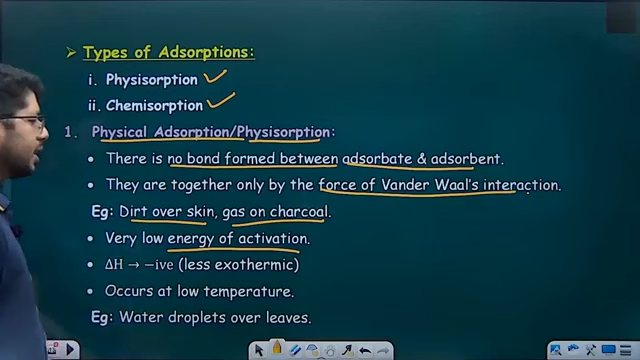 ➢ Types of Adsorptions:
i. Physisorption
ii. Chemisorption
1. Physical Adsorption/Physisorption:
• There is no bond formed between adsorbate & adsorbent.
• They are together only by the force of Vander Waal's interaction.
Eg: Dirt over skin, gas on charcoal.
• Very low energy of activation.
• ΔH → −ive (less exothermic)
• Occurs at low temperature.
Eg: Water droplets over leaves.